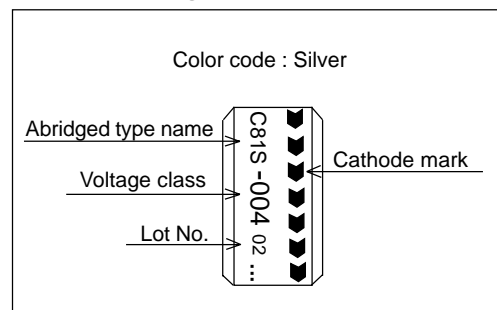 Color code : Silver
Abridged type name
Voltage class
Lot No.
C81S -004 02 ...
Cathode mark